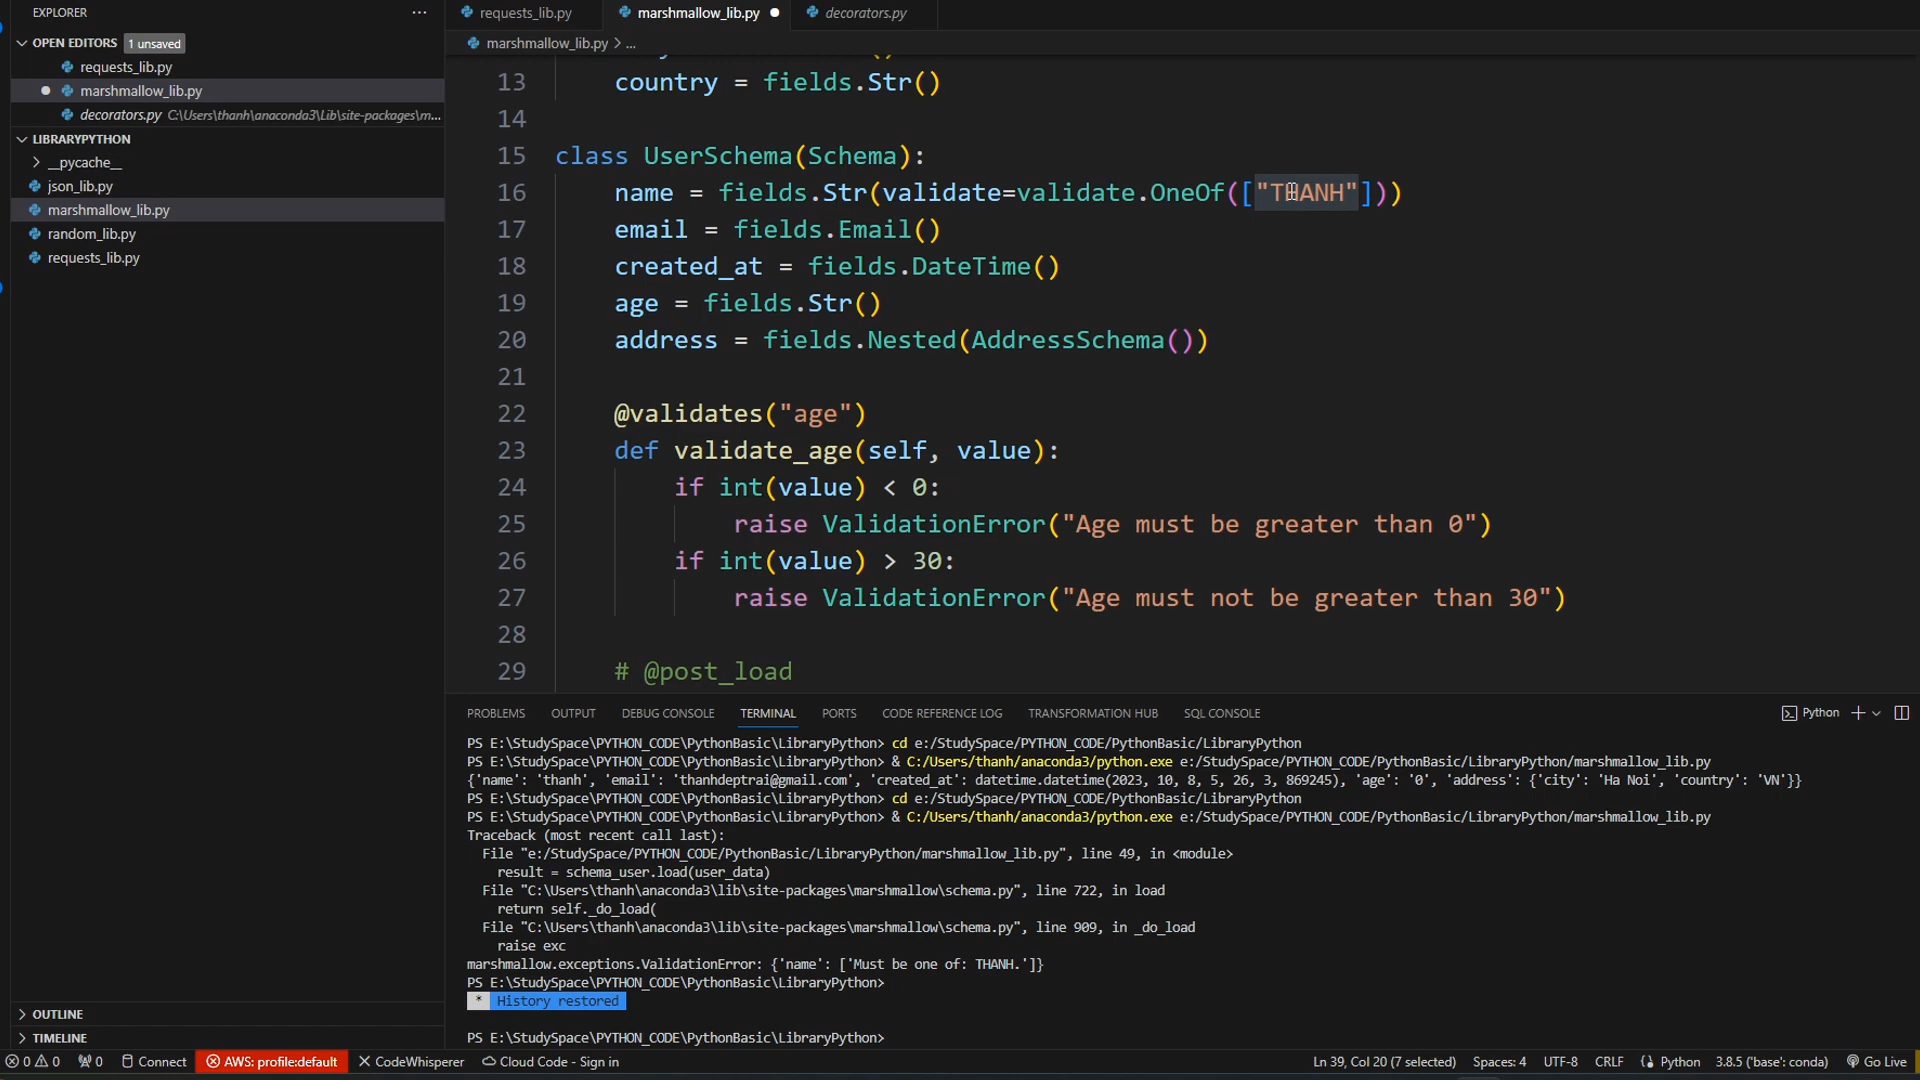 EXPLORER
requests_lib.py
marshmallow_lib.py
decorators.py
OPEN EDITORS 1 unsaved
marshmallow_lib.py > ...
requests_lib.py
marshmallow_lib.py
decorators.py C:\Users\thanh\anaconda3\Lib\site-packages\m...
LIBRARYPYTHON
__pycache__
json_lib.py
marshmallow_lib.py
random_lib.py
requests_lib.py
13 country = fields.Str()
14
15 class UserSchema(Schema):
16 name = fields.Str(validate=validate.OneOf(["THANH"]))
17 email = fields.Email()
18 created_at = fields.DateTime()
19 age = fields.Str()
20 address = fields.Nested(AddressSchema())
21
22 @validates("age")
23 def validate_age(self, value):
24 if int(value) < 0:
25 raise ValidationError("Age must be greater than 0")
26 if int(value) > 30:
27 raise ValidationError("Age must not be greater than 30")
28
29 # @post_load
PROBLEMS OUTPUT DEBUG CONSOLE TERMINAL PORTS CODE REFERENCE LOG TRANSFORMATION HUB SQL CONSOLE Python
PS E:\StudySpace\PYTHON_CODE\PythonBasic\LibraryPython> cd e:/StudySpace/PYTHON_CODE/PythonBasic/LibraryPython
PS E:\StudySpace\PYTHON_CODE\PythonBasic\LibraryPython> & C:/Users/thanh/anaconda3/python.exe e:/StudySpace/PYTHON_CODE/PythonBasic/LibraryPython/marshmallow_lib.py
{'name': 'thanh', 'email': 'thanhdeptrai@gmail.com', 'created_at': datetime.datetime(2023, 10, 8, 5, 26, 3, 869245), 'age': '0', 'address': {'city': 'Ha Noi', 'country': 'VN'}}
PS E:\StudySpace\PYTHON_CODE\PythonBasic\LibraryPython> cd e:/StudySpace/PYTHON_CODE/PythonBasic/LibraryPython
PS E:\StudySpace\PYTHON_CODE\PythonBasic\LibraryPython> & C:/Users/thanh/anaconda3/python.exe e:/StudySpace/PYTHON_CODE/PythonBasic/LibraryPython/marshmallow_lib.py
Traceback (most recent call last):
File "e:/StudySpace/PYTHON_CODE/PythonBasic/LibraryPython/marshmallow_lib.py", line 49, in <module>
result = schema_user.load(user_data)
File "C:\Users\thanh\anaconda3\lib\site-packages\marshmallow\schema.py", line 722, in load
return self._do_load(
File "C:\Users\thanh\anaconda3\lib\site-packages\marshmallow\schema.py", line 909, in _do_load
raise exc
marshmallow.exceptions.ValidationError: {'name': ['Must be one of: THANH.']}
PS E:\StudySpace\PYTHON_CODE\PythonBasic\LibraryPython>
* History restored
PS E:\StudySpace\PYTHON_CODE\PythonBasic\LibraryPython>
OUTLINE
TIMELINE
0 0 0 Connect AWS: profile:default CodeWhisperer Cloud Code - Sign in Ln 39, Col 20 (7 selected) Spaces: 4 UTF-8 CRLF Python 3.8.5 ('base': conda) Go Live